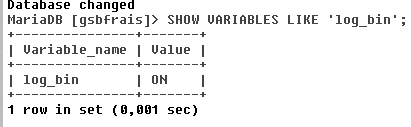 Database changed
MariaDB [gsbfrais]> SHOW VARIABLES LIKE 'log_bin';
+---------------+-------+
| Variable_name | Value |
+---------------+-------+
| log_bin       | ON    |
+---------------+-------+
1 row in set (0,001 sec)